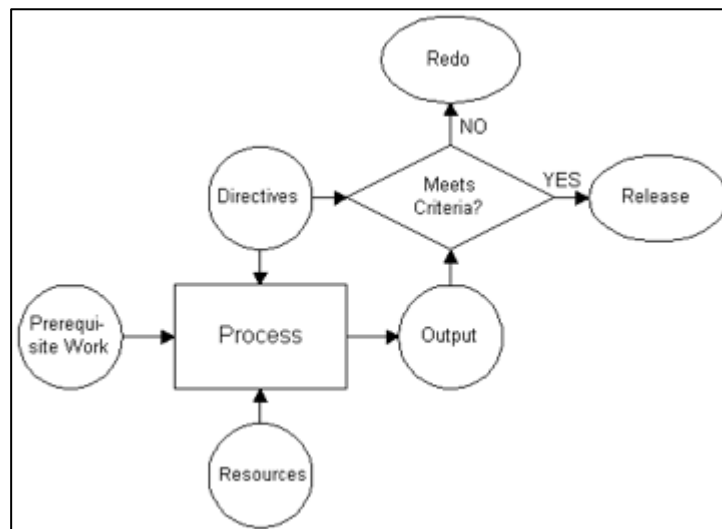 Redo
NO
YES
Directives
Meets
Criteria?
Release
Prerequi-
site Work
Process
Output
Resources